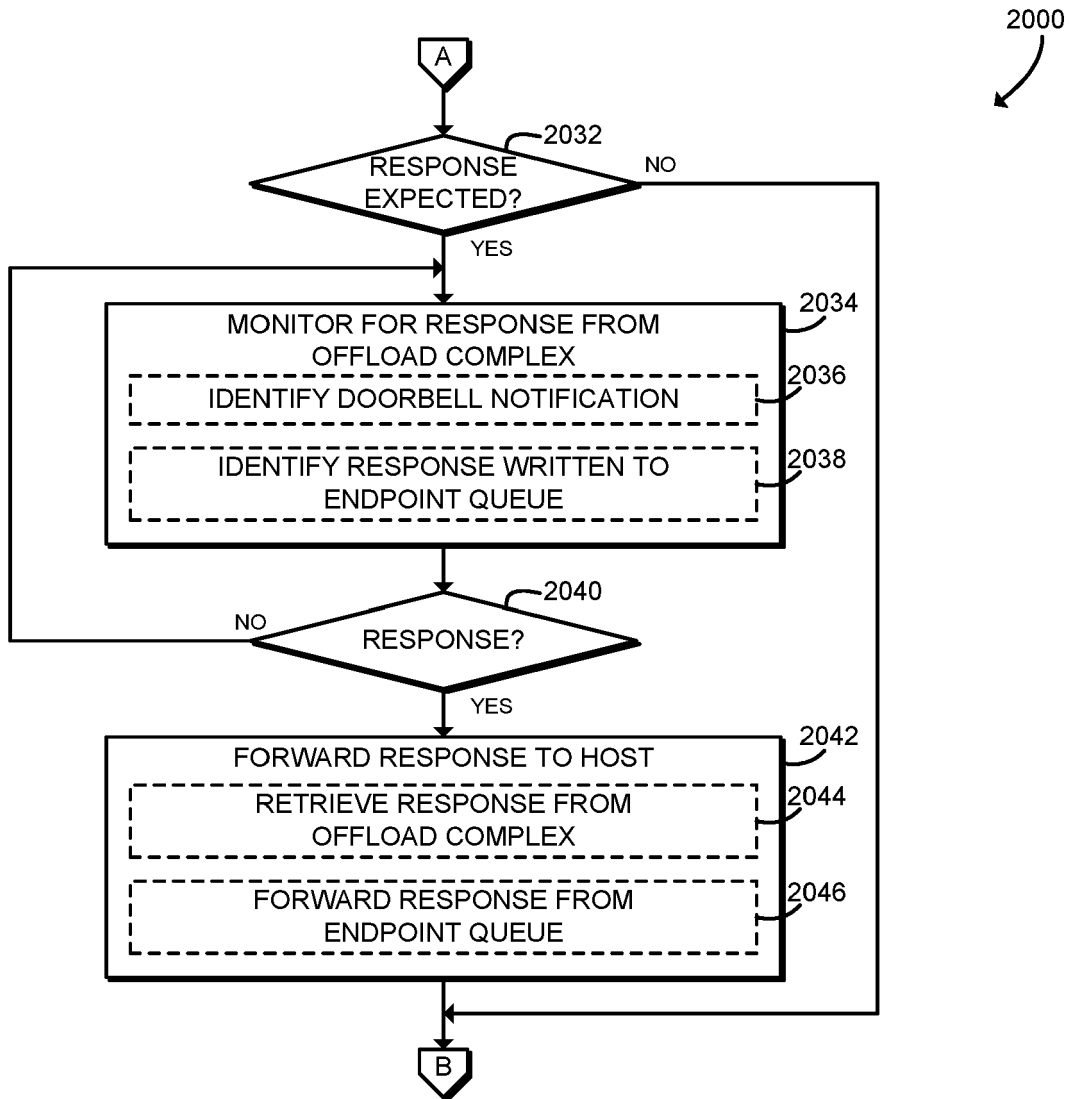 2000
A
2032
RESPONSE
EXPECTED?
NO
YES
2034
MONITOR FOR RESPONSE FROM
OFFLOAD COMPLEX
2036
IDENTIFY DOORBELL NOTIFICATION
2038
IDENTIFY RESPONSE WRITTEN TO
ENDPOINT QUEUE
2040
NO
RESPONSE?
YES
2042
FORWARD RESPONSE TO HOST
2044
RETRIEVE RESPONSE FROM
OFFLOAD COMPLEX
2046
FORWARD RESPONSE FROM
ENDPOINT QUEUE
B